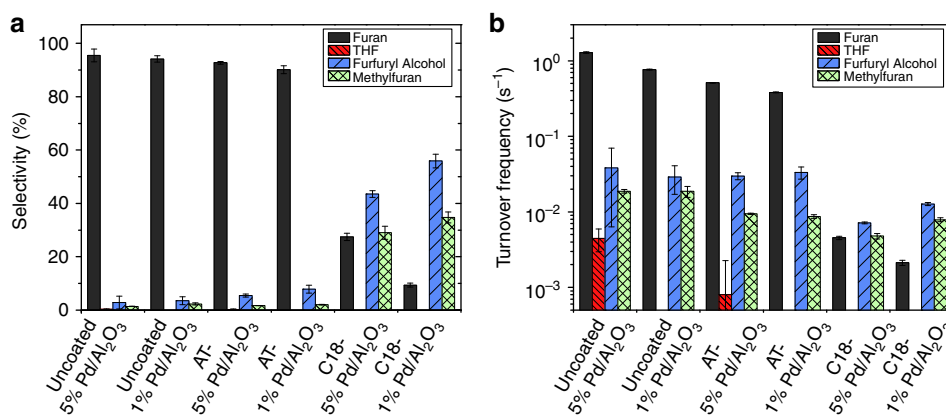 a
Furan
THF
Furfuryl Alcohol
Methylfuran
Selectivity (%)
100
80
60
40
20
0
Uncoated
5% Pd/Al₂O₃
Uncoated
1% Pd/Al₂O₃
AT-
5% Pd/Al₂O₃
AT-
1% Pd/Al₂O₃
C18-
5% Pd/Al₂O₃
C18-
1% Pd/Al₂O₃
b
Furan
THF
Furfuryl Alcohol
Methylfuran
Turnover frequency (s⁻¹)
10⁰
10⁻¹
10⁻²
10⁻³
Uncoated
5% Pd/Al₂O₃
Uncoated
1% Pd/Al₂O₃
AT-
5% Pd/Al₂O₃
AT-
1% Pd/Al₂O₃
C18-
5% Pd/Al₂O₃
C18-
1% Pd/Al₂O₃